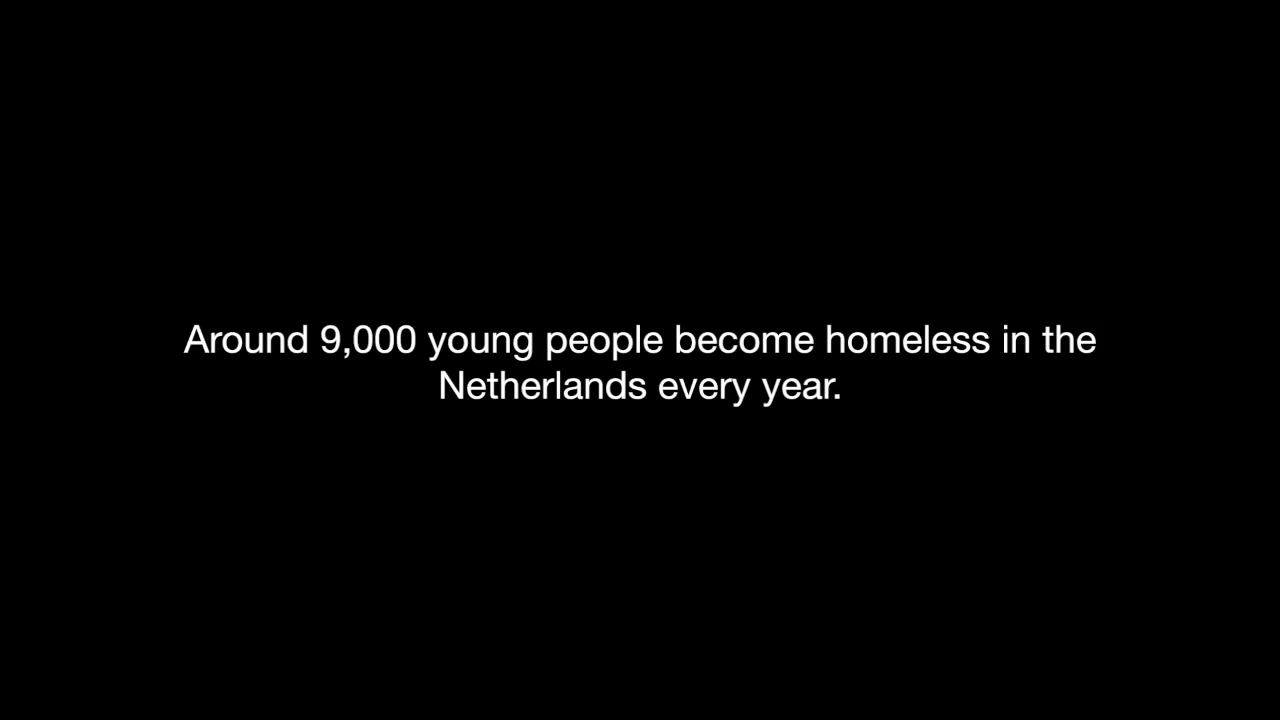 Around 9,000 young people become homeless in the
Netherlands every year.